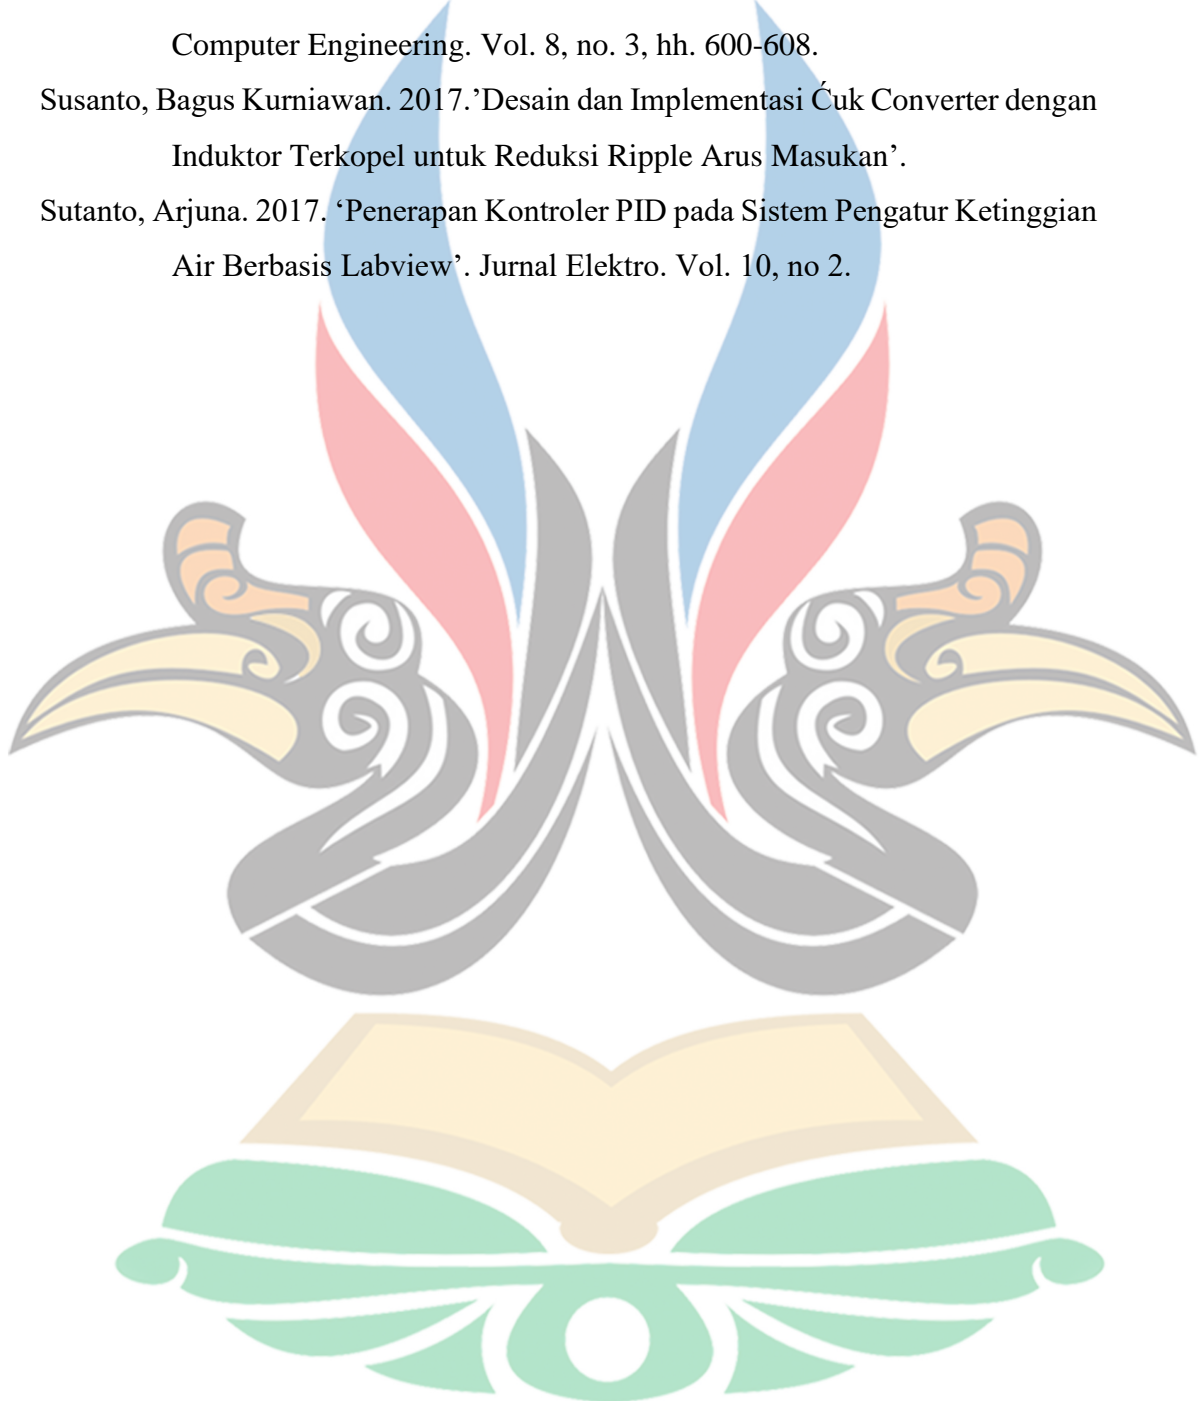 Computer Engineering. Vol. 8, no. 3, hh. 600-608.
Susanto, Bagus Kurniawan. 2017.’Desain dan Implementasi Ćuk Converter dengan
Induktor Terkopel untuk Reduksi Ripple Arus Masukan’.
Sutanto, Arjuna. 2017. ‘Penerapan Kontroler PID pada Sistem Pengatur Ketinggian
Air Berbasis Labview’. Jurnal Elektro. Vol. 10, no 2.